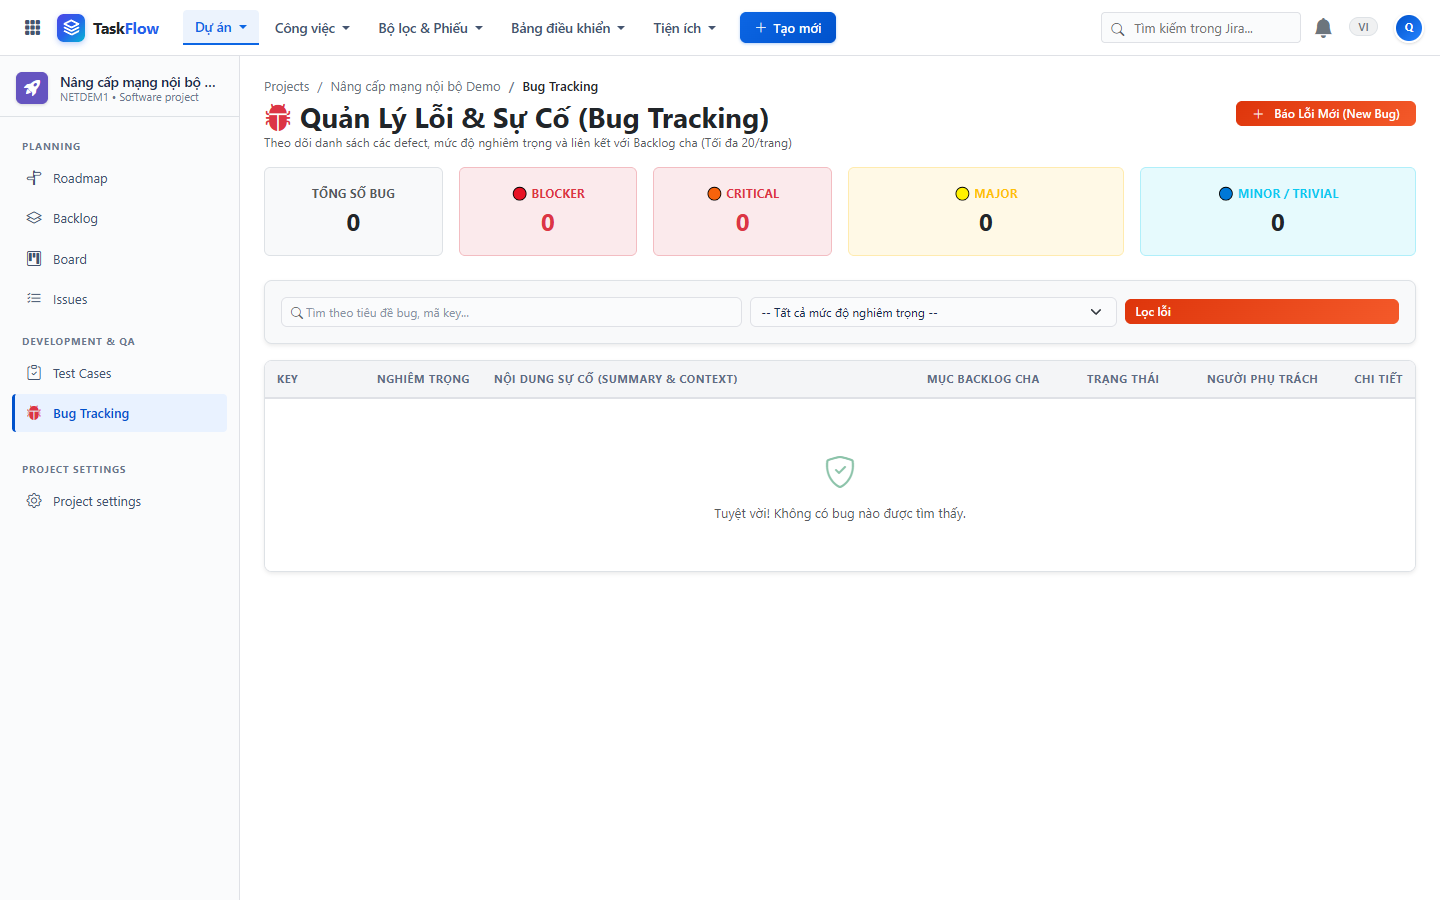 TaskFlow
Dự án
Công việc
Bộ lọc & Phiếu
Bảng điều khiển
Tiện ích
+ Tạo mới
Tìm kiếm trong Jira...
VI
Q
Nâng cấp mạng nội bộ ...
NETDEM1 • Software project
PLANNING
Roadmap
Backlog
Board
Issues
DEVELOPMENT & QA
Test Cases
Bug Tracking
PROJECT SETTINGS
Project settings
Projects / Nâng cấp mạng nội bộ Demo / Bug Tracking
Quản Lý Lỗi & Sự Cố (Bug Tracking)
Theo dõi danh sách các defect, mức độ nghiêm trọng và liên kết với Backlog cha (Tối đa 20/trang)
+ Báo Lỗi Mới (New Bug)
TỔNG SỐ BUG
0
BLOCKER
0
CRITICAL
0
MAJOR
0
MINOR / TRIVIAL
0
Tìm theo tiêu đề bug, mã key...
-- Tất cả mức độ nghiêm trọng --
Lọc lỗi
KEY NGHIÊM TRỌNG NỘI DUNG SỰ CỐ (SUMMARY & CONTEXT) MỤC BACKLOG CHA TRẠNG THÁI NGƯỜI PHỤ TRÁCH CHI TIẾT
Tuyệt vời! Không có bug nào được tìm thấy.